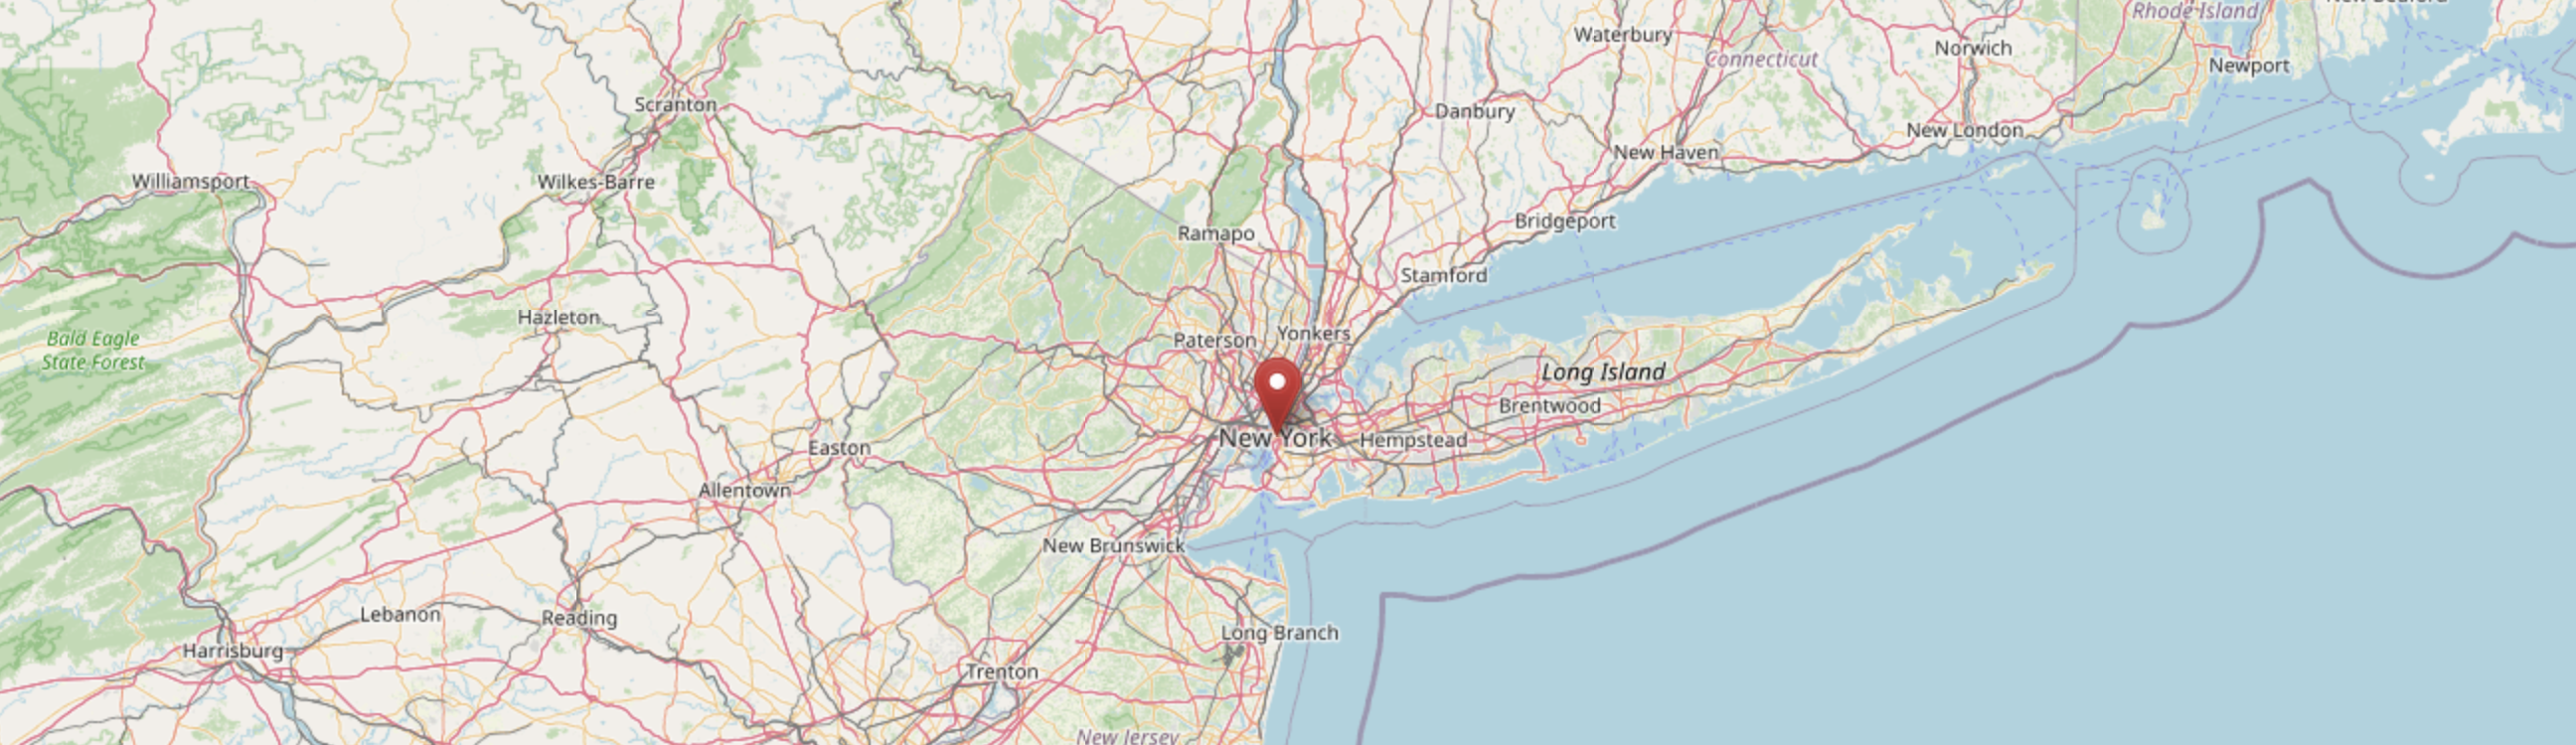 Rhode Island
Waterbury
Norwich
Connecticut
Newport
Scranton
Danbury
New London
New Haven
Williamsport
Wilkes-Barre
Bridgeport
Ramapo
Stamford
Hazleton
Yonkers
Paterson
Bald Eagle
State Forest
Long Island
Brentwood
New York
Hempstead
Easton
Allentown
New Brunswick
Lebanon
Reading
Long Branch
Harrisburg
Trenton
New Jersey